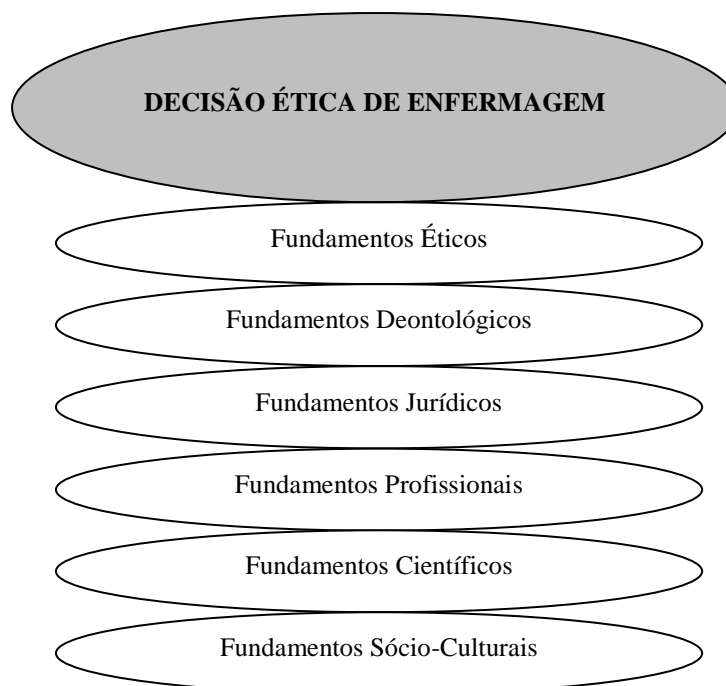 DECISÃO ÉTICA DE ENFERMAGEM
Fundamentos Éticos
Fundamentos Deontológicos
Fundamentos Jurídicos
Fundamentos Profissionais
Fundamentos Científicos
Fundamentos Sócio-Culturais